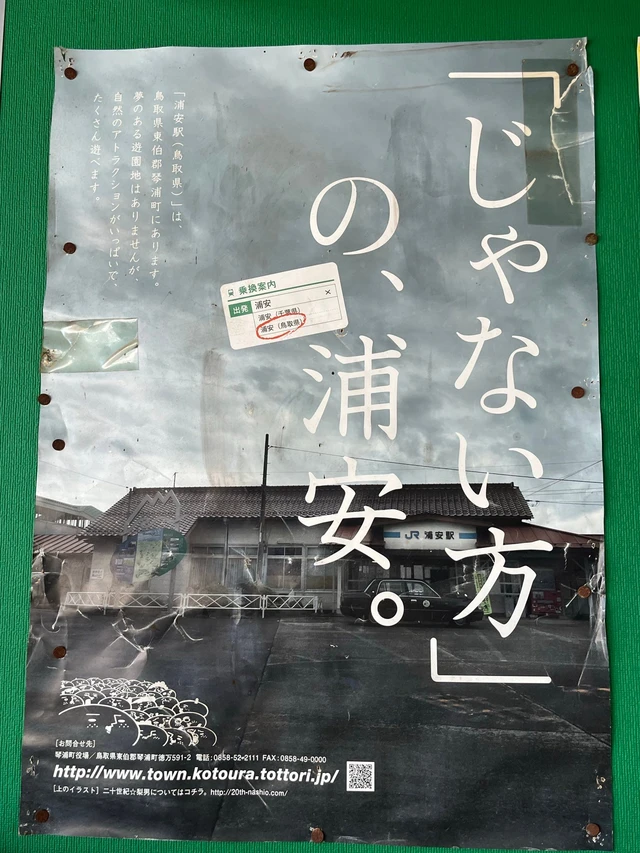 「じゃない方」
の、浦安。
「浦安駅（鳥取県）」は、
鳥取県東伯郡琴浦町にあります。
夢のある遊園地はありませんが、
自然のアトラクションがいっぱいで、
たくさん遊べます。
乗換案内
×
出発 浦安
浦安（千葉県）
浦安（鳥取県）
JR 浦安駅
［お問合せ先］
琴浦町役場／鳥取県東伯郡琴浦町徳万591-2 電話:0858-52-2111 FAX:0858-49-0000
http://www.town.kotoura.tottori.jp/
［上のイラスト］二十世紀☆梨男についてはコチラ。http://20th-nashio.com/